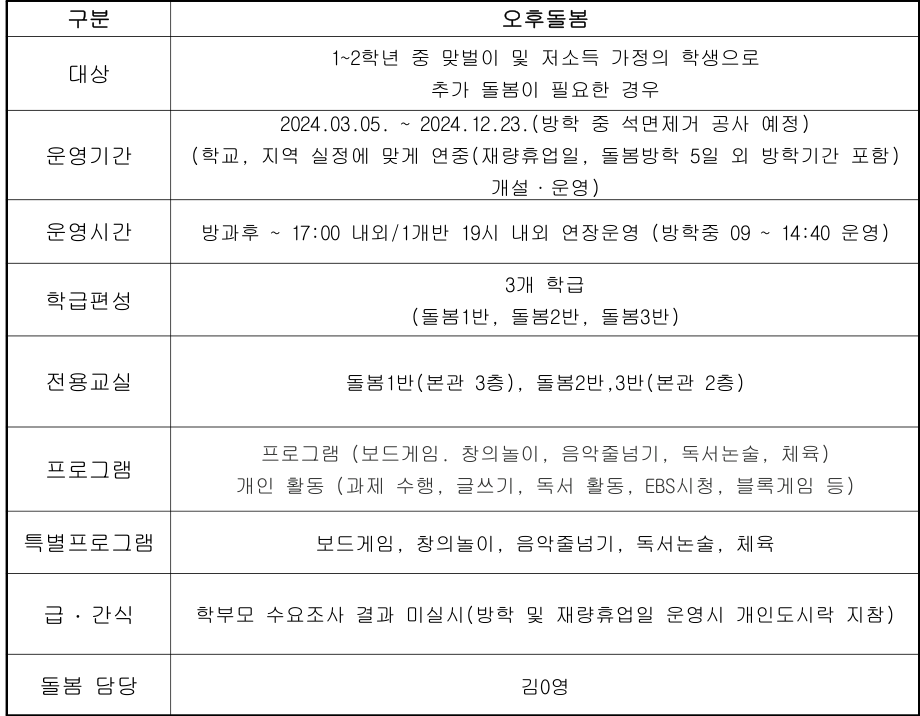 구분 오후돌봄
대상 1~2학년 중 맞벌이 및 저소득 가정의 학생으로
추가 돌봄이 필요한 경우
운영기간 2024.03.05. ~ 2024.12.23.(방학 중 석면제거 공사 예정)
(학교, 지역 실정에 맞게 연중(재량휴업일, 돌봄방학 5일 외 방학기간 포함)
개설·운영)
운영시간 방과후 ~ 17:00 내외/1개반 19시 내외 연장운영 (방학중 09 ~ 14:40 운영)
학급편성 3개 학급
(돌봄1반, 돌봄2반, 돌봄3반)
전용교실 돌봄1반(본관 3층), 돌봄2반,3반(본관 2층)
프로그램 프로그램 (보드게임. 창의놀이, 음악줄넘기, 독서논술, 체육)
개인 활동 (과제 수행, 글쓰기, 독서 활동, EBS시청, 블록게임 등)
특별프로그램 보드게임, 창의놀이, 음악줄넘기, 독서논술, 체육
급·간식 학부모 수요조사 결과 미실시(방학 및 재량휴업일 운영시 개인도시락 지참)
돌봄 담당 김0영